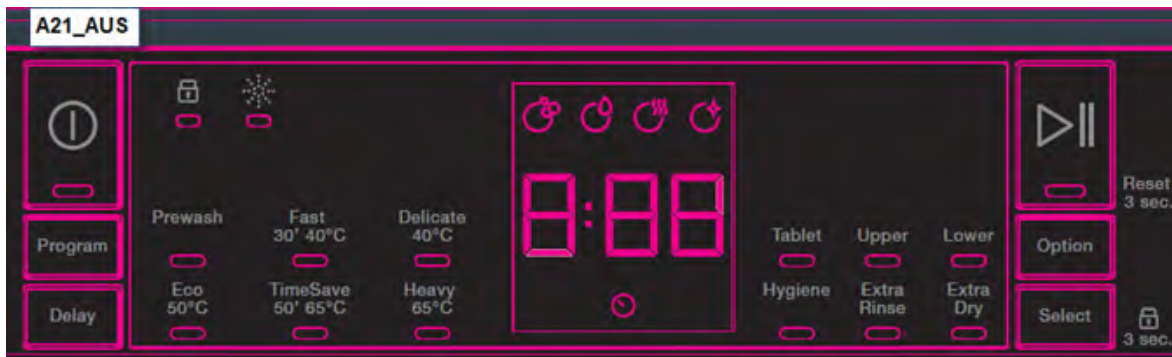 A21_AUS
Reset
3 sec.
Prewash
Fast
30' 40°C
Delicate
40°C
Program
Tablet
Upper
Lower
Option
Eco
50°C
TimeSave
50' 65°C
Heavy
65°C
Hygiene
Extra
Rinse
Extra
Dry
Delay
8:88
Select
3 sec.